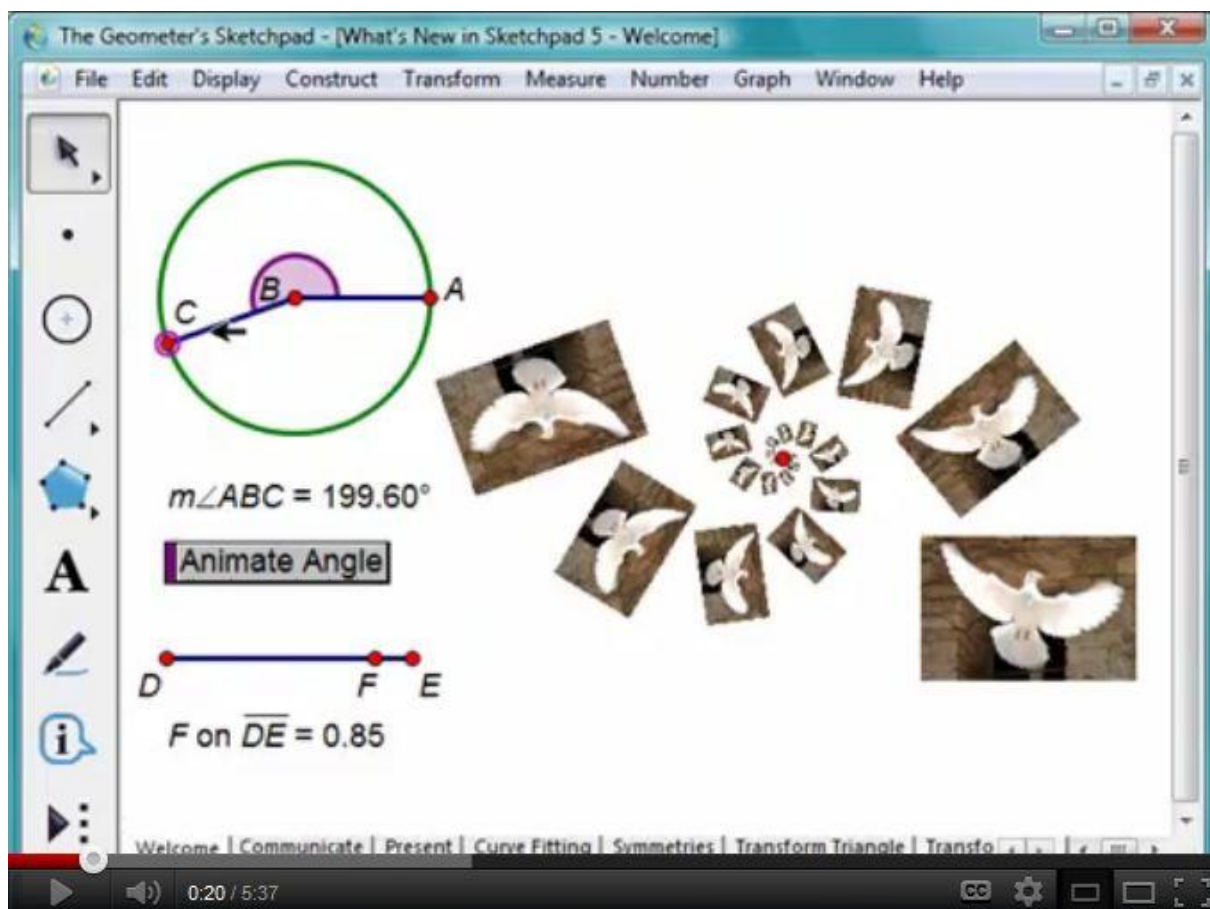 The Geometer's Sketchpad - [What's New in Sketchpad 5 - Welcome]
File Edit Display Construct Transform Measure Number Graph Window Help
C
B
A
m∠ABC = 199.60°
Animate Angle
D F E
F on D̅E̅ = 0.85
A
i
Welcome Communicate Present Curve Fitting Symmetries Transform Triangle Transfo
0:20 / 5:37
CC